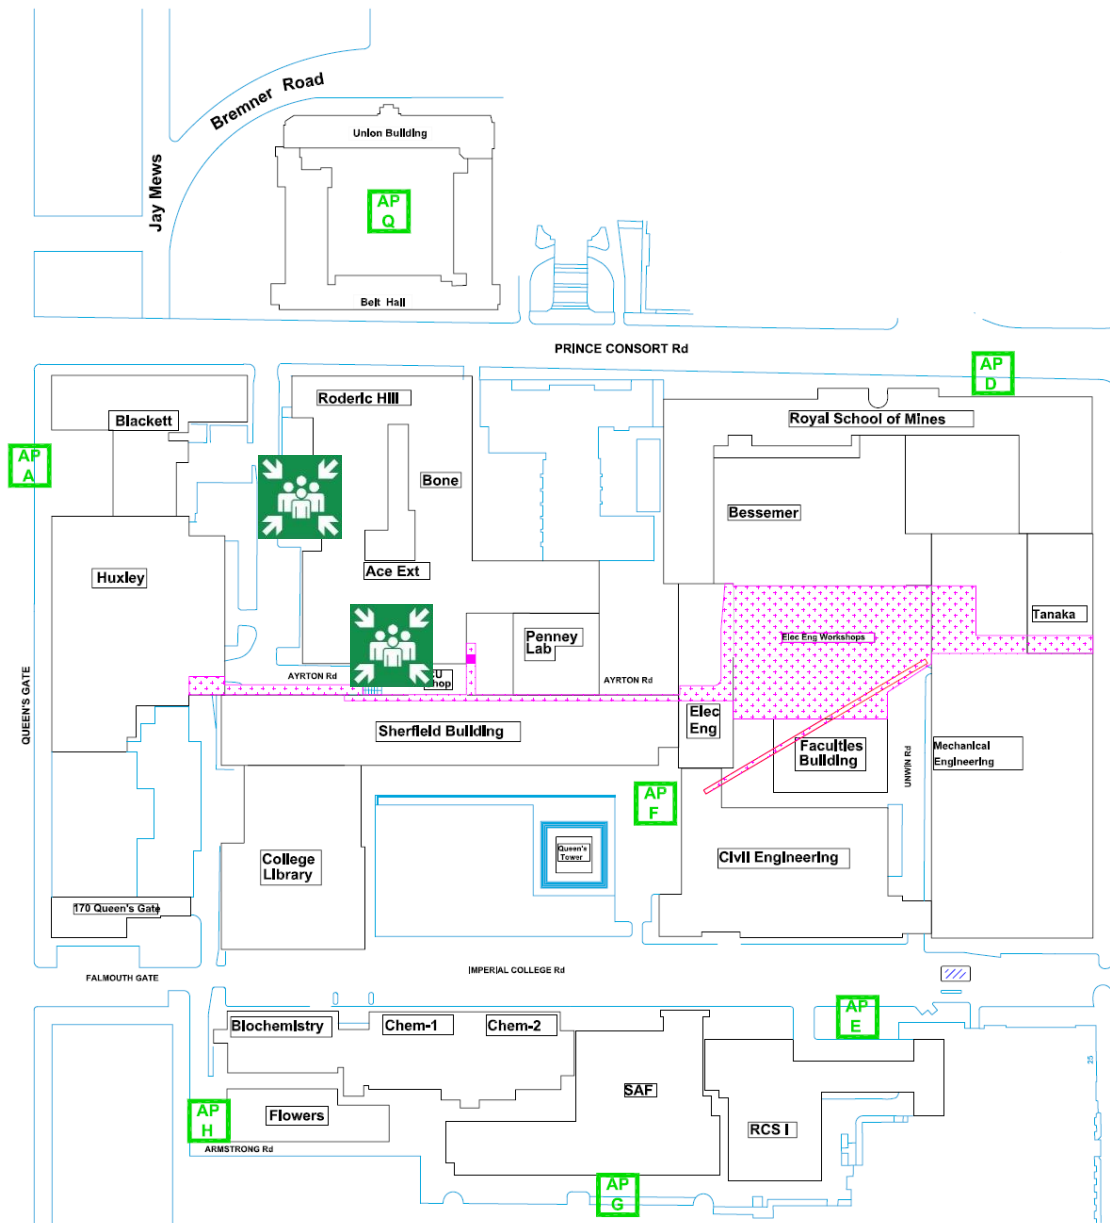 Bremner Road
Jay Mews
Union Building
AP
Q
Beit Hall
PRINCE CONSORT Rd
AP
D
Roderic Hill
Blackett
Royal School of Mines
AP
A
Bone
Bessemer
Ace Ext
Huxley
Tanaka
Elec Eng Workshops
Penney
Lab
QUEEN'S GATE
AYRTON Rd
AYRTON Rd
Elec
Eng
Sherfield Building
Faculties
Building
UNWIN Rd
Mechanical
Engineering
AP
F
Queen's
Tower
College
Library
Civil Engineering
170 Queen's Gate
FALMOUTH GATE
IMPERIAL COLLEGE Rd
AP
E
Biochemistry
Chem-1
Chem-2
25
SAF
AP
H
Flowers
RCS I
ARMSTRONG Rd
AP
G